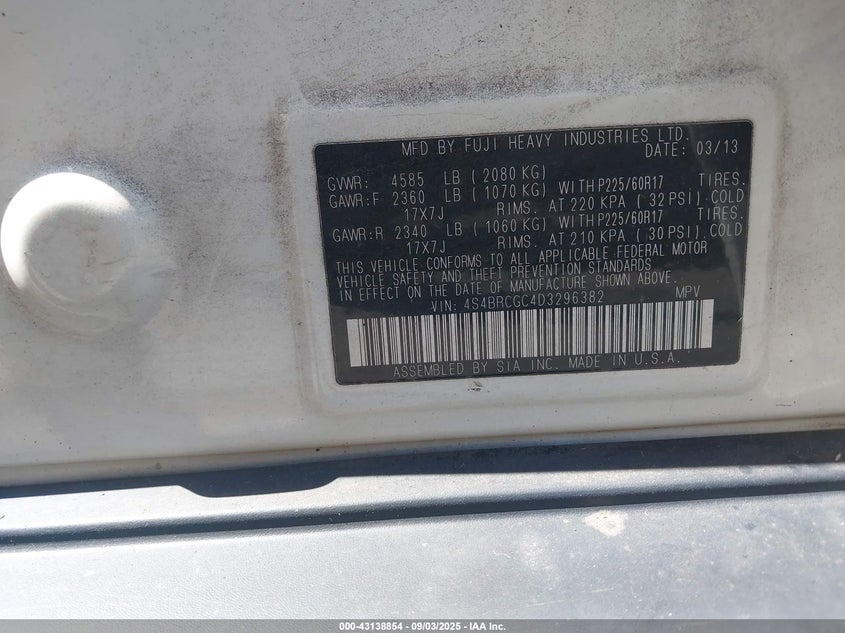 MFD BY FUJI HEAVY INDUSTRIES LTD.
DATE: 03/13
GVWR: 4585 LB ( 2080 KG)
GAWR:F 2360 LB ( 1070 KG) WITH P225/60R17 TIRES.
17X7J RIMS. AT 220 KPA ( 32 PSI) COLD
GAWR:R 2340 LB ( 1060 KG) WITH P225/60R17 TIRES.
17X7J RIMS. AT 210 KPA ( 30 PSI) COLD
THIS VEHICLE CONFORMS TO ALL APPLICABLE FEDERAL MOTOR
VEHICLE SAFETY AND THEFT PREVENTION STANDARDS
IN EFFECT ON THE DATE OF MANUFACTURE SHOWN ABOVE.
VIN: 4S4BRCGC4D3296382 MPV
ASSEMBLED BY SIA INC. MADE IN U.S.A.
000-43138854 - 09/03/2025 - IAA Inc.